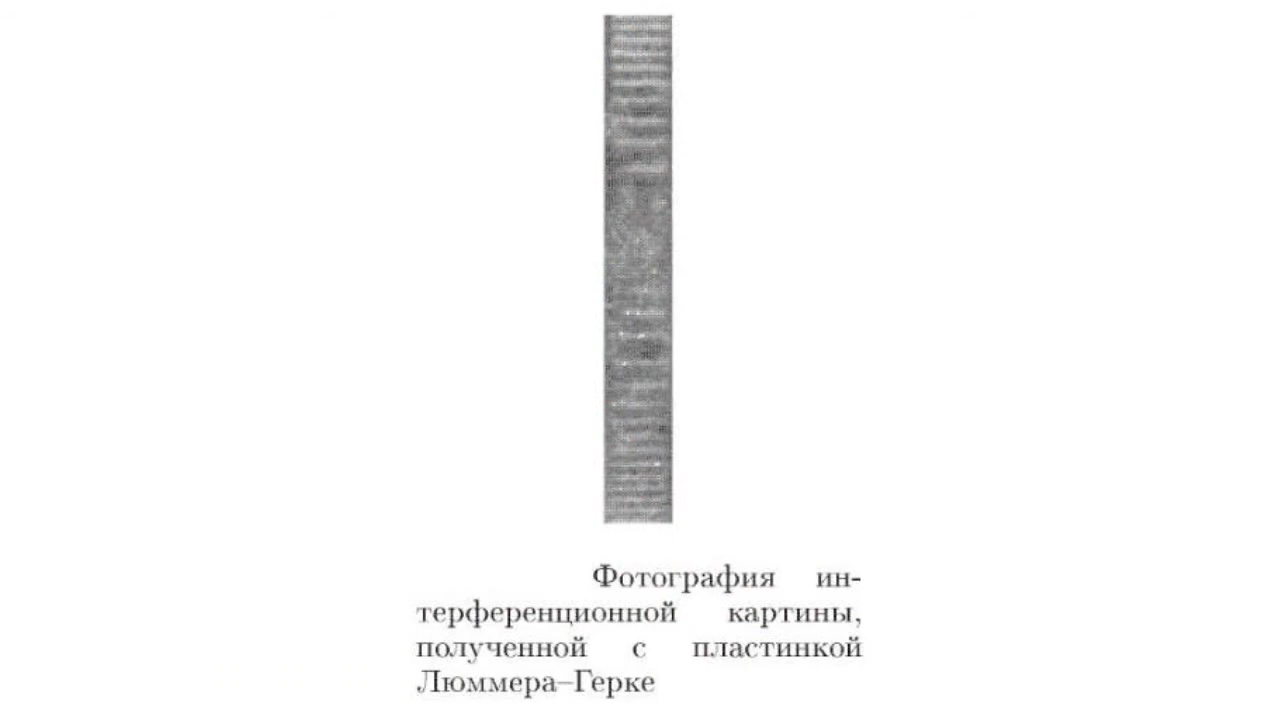 Фотография ин-
терференционной картины,
полученной с пластинкой
Люммера–Герке